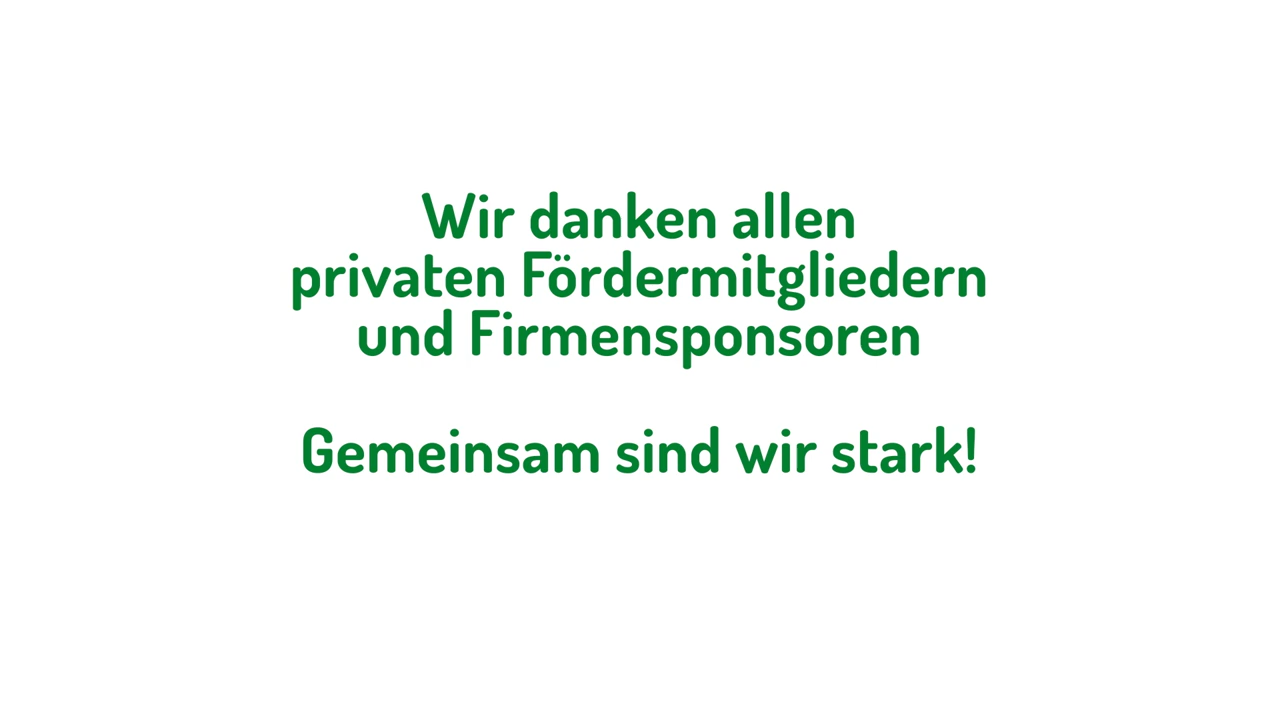 Wir danken allen
privaten Fördermitgliedern
und Firmensponsoren
Gemeinsam sind wir stark!